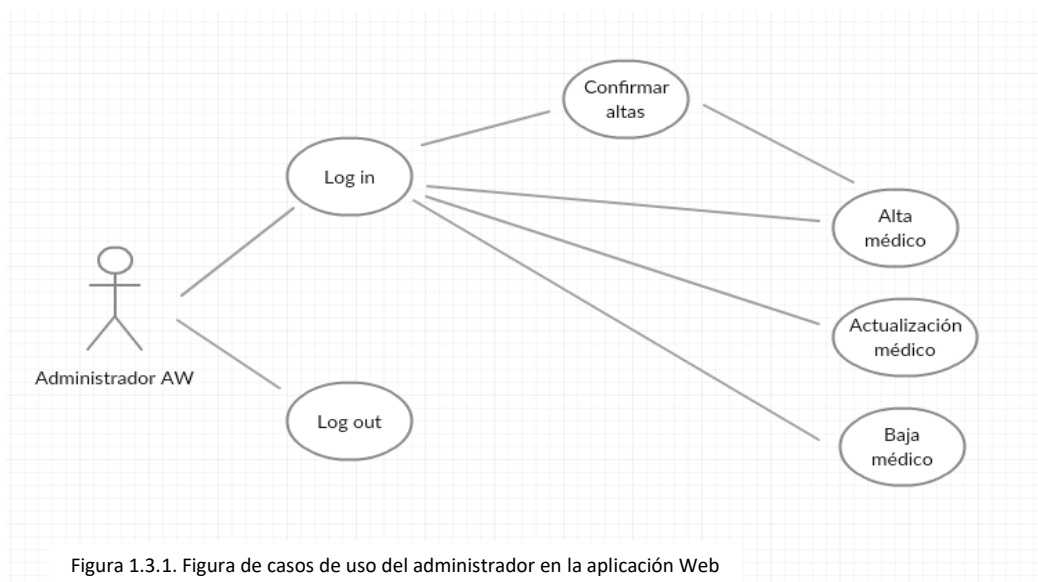 Confirmar
altas
Log in
Alta
médico
Actualización
médico
Administrador AW
Log out
Baja
médico
Figura 1.3.1. Figura de casos de uso del administrador en la aplicación Web